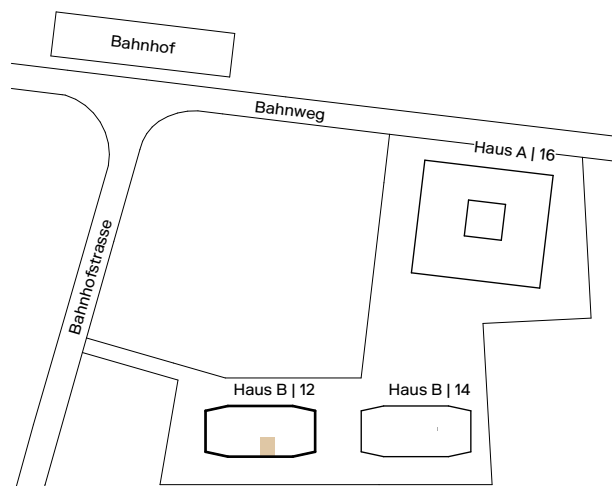 Bahnhof
Bahnweg
Haus A | 16
Bahnhofstrasse
Haus B | 12
Haus B | 14